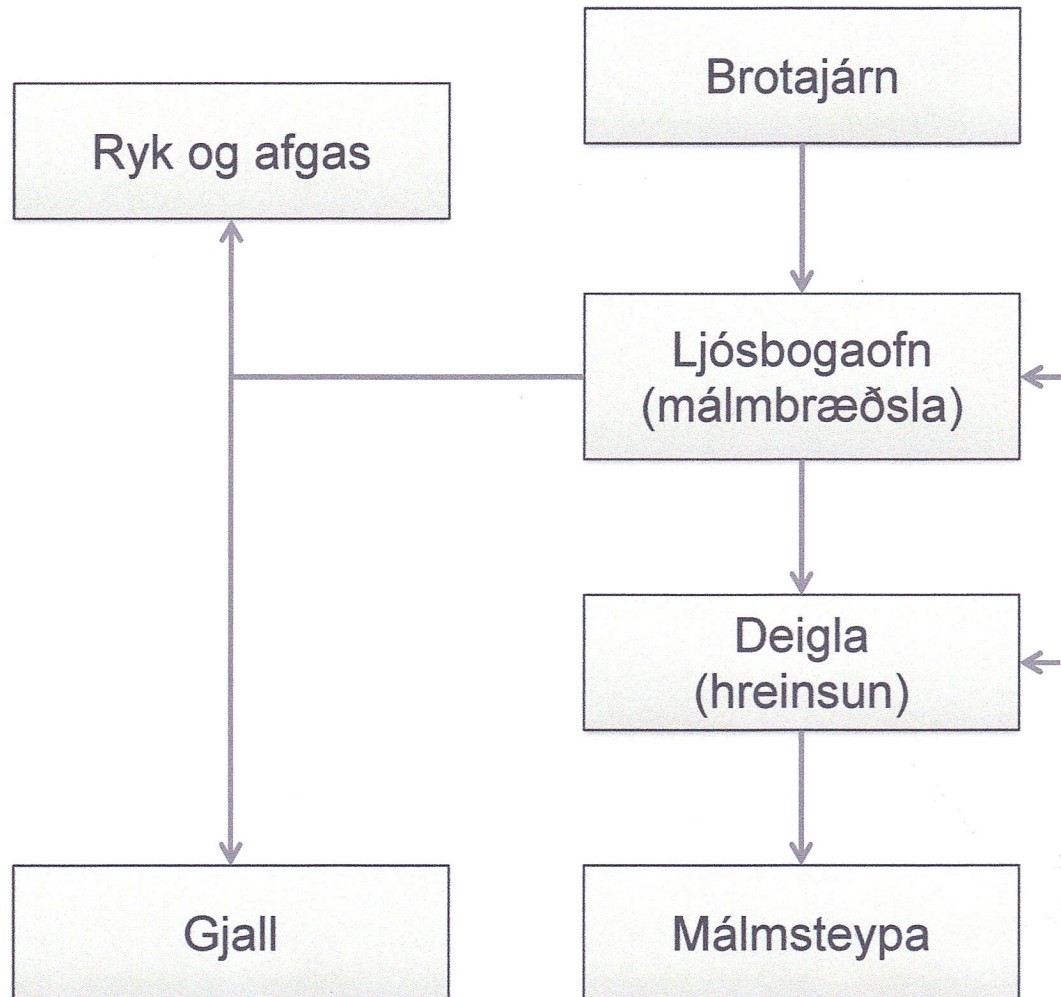 Brotajárn
Ryk og afgas
Ljósbogaofn
(málmbræðsla)
Deigla
(hreinsun)
Gjall
Málmsteypa